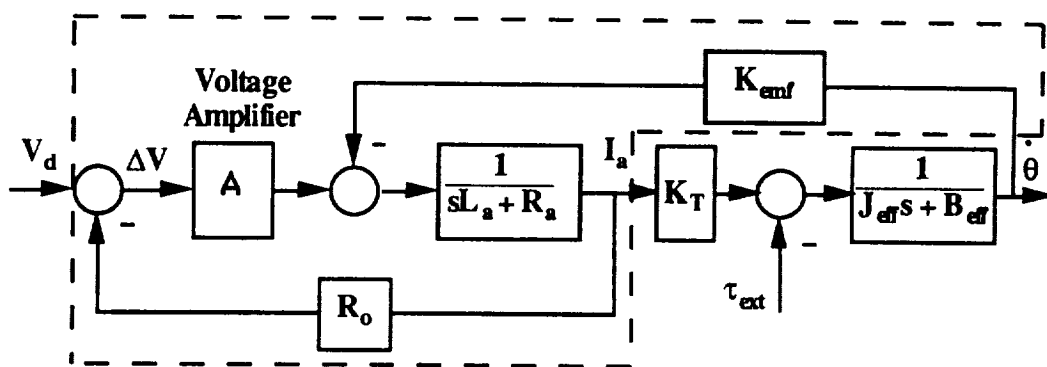 Voltage
Amplifier
K_emf
V_d
ΔV
A
-
1
sL_a + R_a
I_a
K_T
1
J_eff s + B_eff
θ̇
-
-
R_o
τ_ext